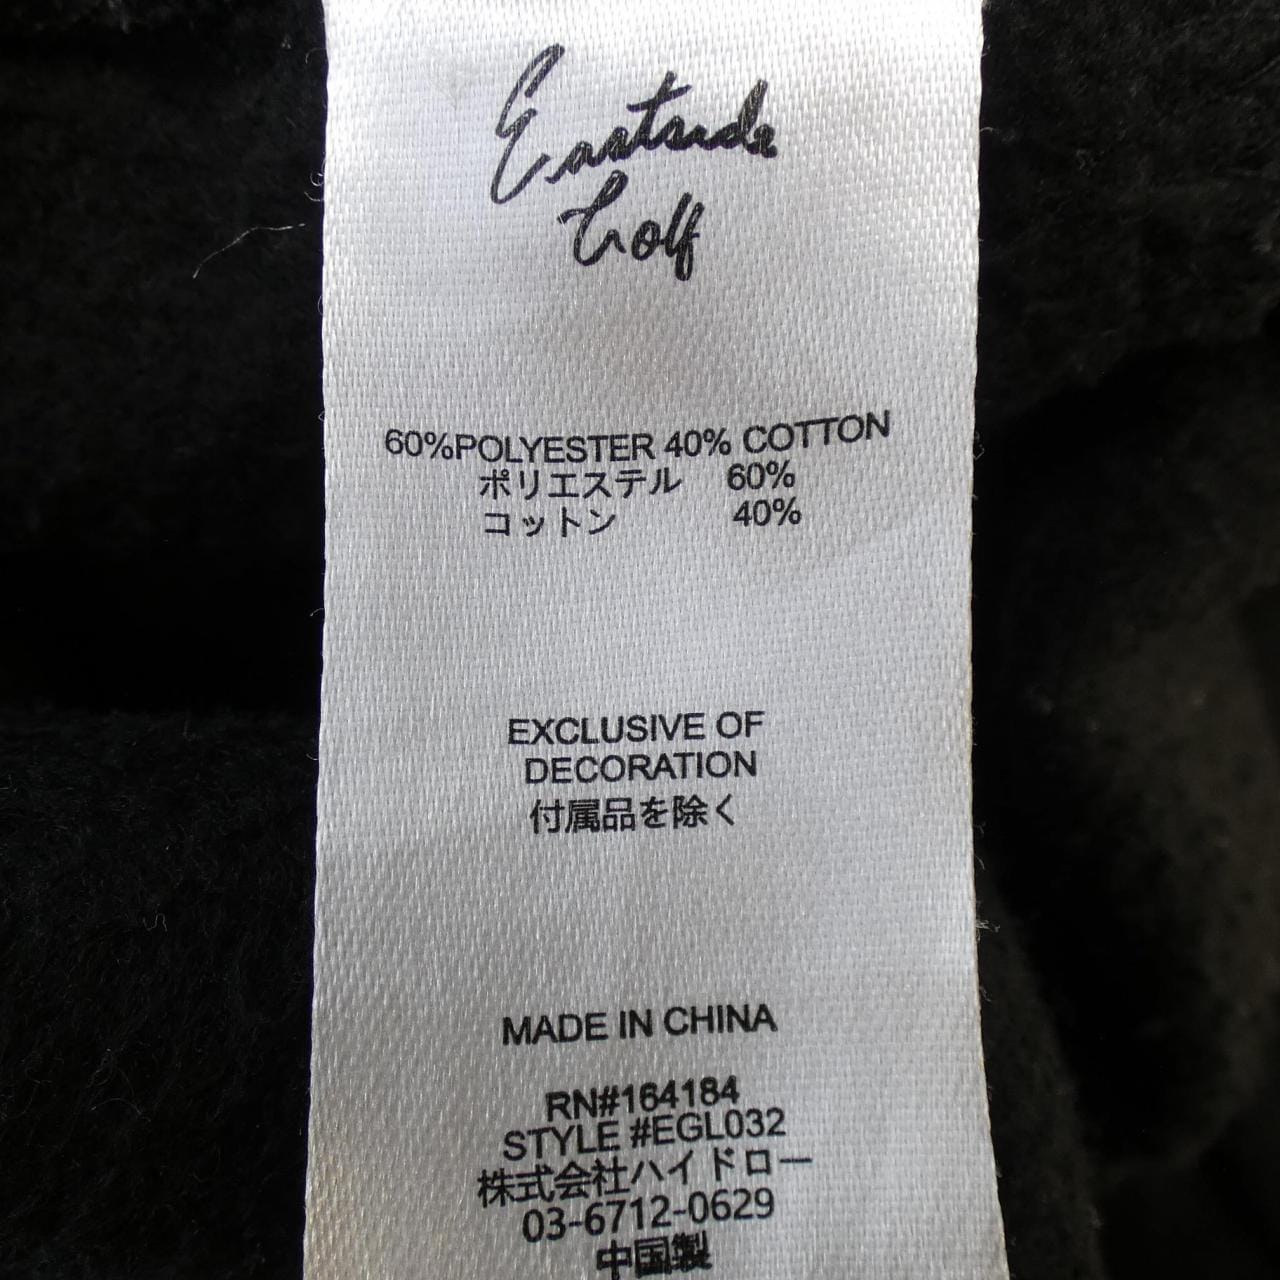 Eastside
Golf
60%POLYESTER 40% COTTON
ポリエステル 60%
コットン 40%
EXCLUSIVE OF
DECORATION
付属品を除く
MADE IN CHINA
RN#164184
STYLE #EGL032
株式会社ハイドロー
03-6712-0629
中国製